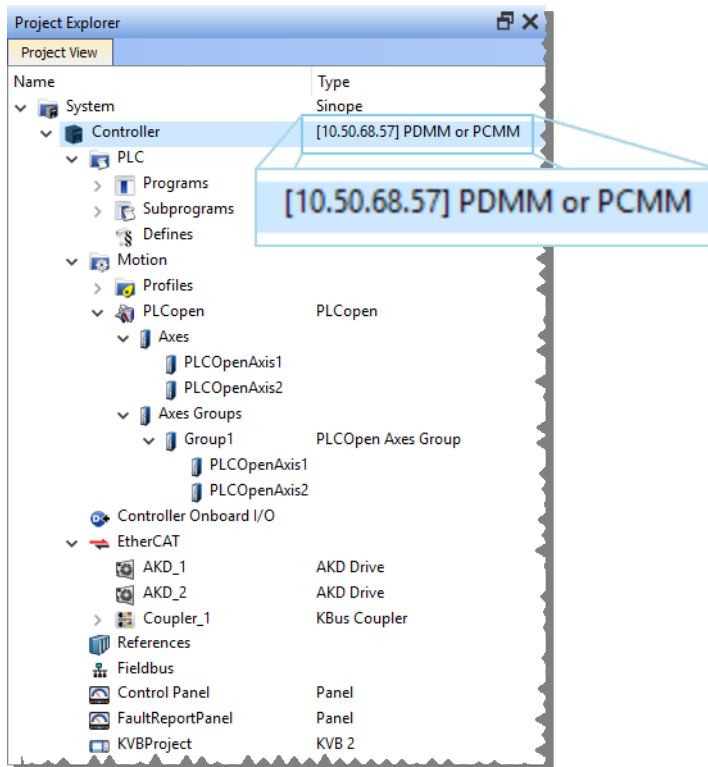 Project Explorer
Project View
Name Type
System Sinope
Controller [10.50.68.57] PDMM or PCMM
PLC
[10.50.68.57] PDMM or PCMM
Programs
Subprograms
Defines
Motion
Profiles
PLCopen PLCopen
Axes
PLCOpenAxis1
PLCOpenAxis2
Axes Groups
Group1 PLCOpen Axes Group
PLCOpenAxis1
PLCOpenAxis2
Controller Onboard I/O
EtherCAT
AKD_1 AKD Drive
AKD_2 AKD Drive
Coupler_1 KBus Coupler
References
Fieldbus
Control Panel Panel
FaultReportPanel Panel
KVBProject KVB 2